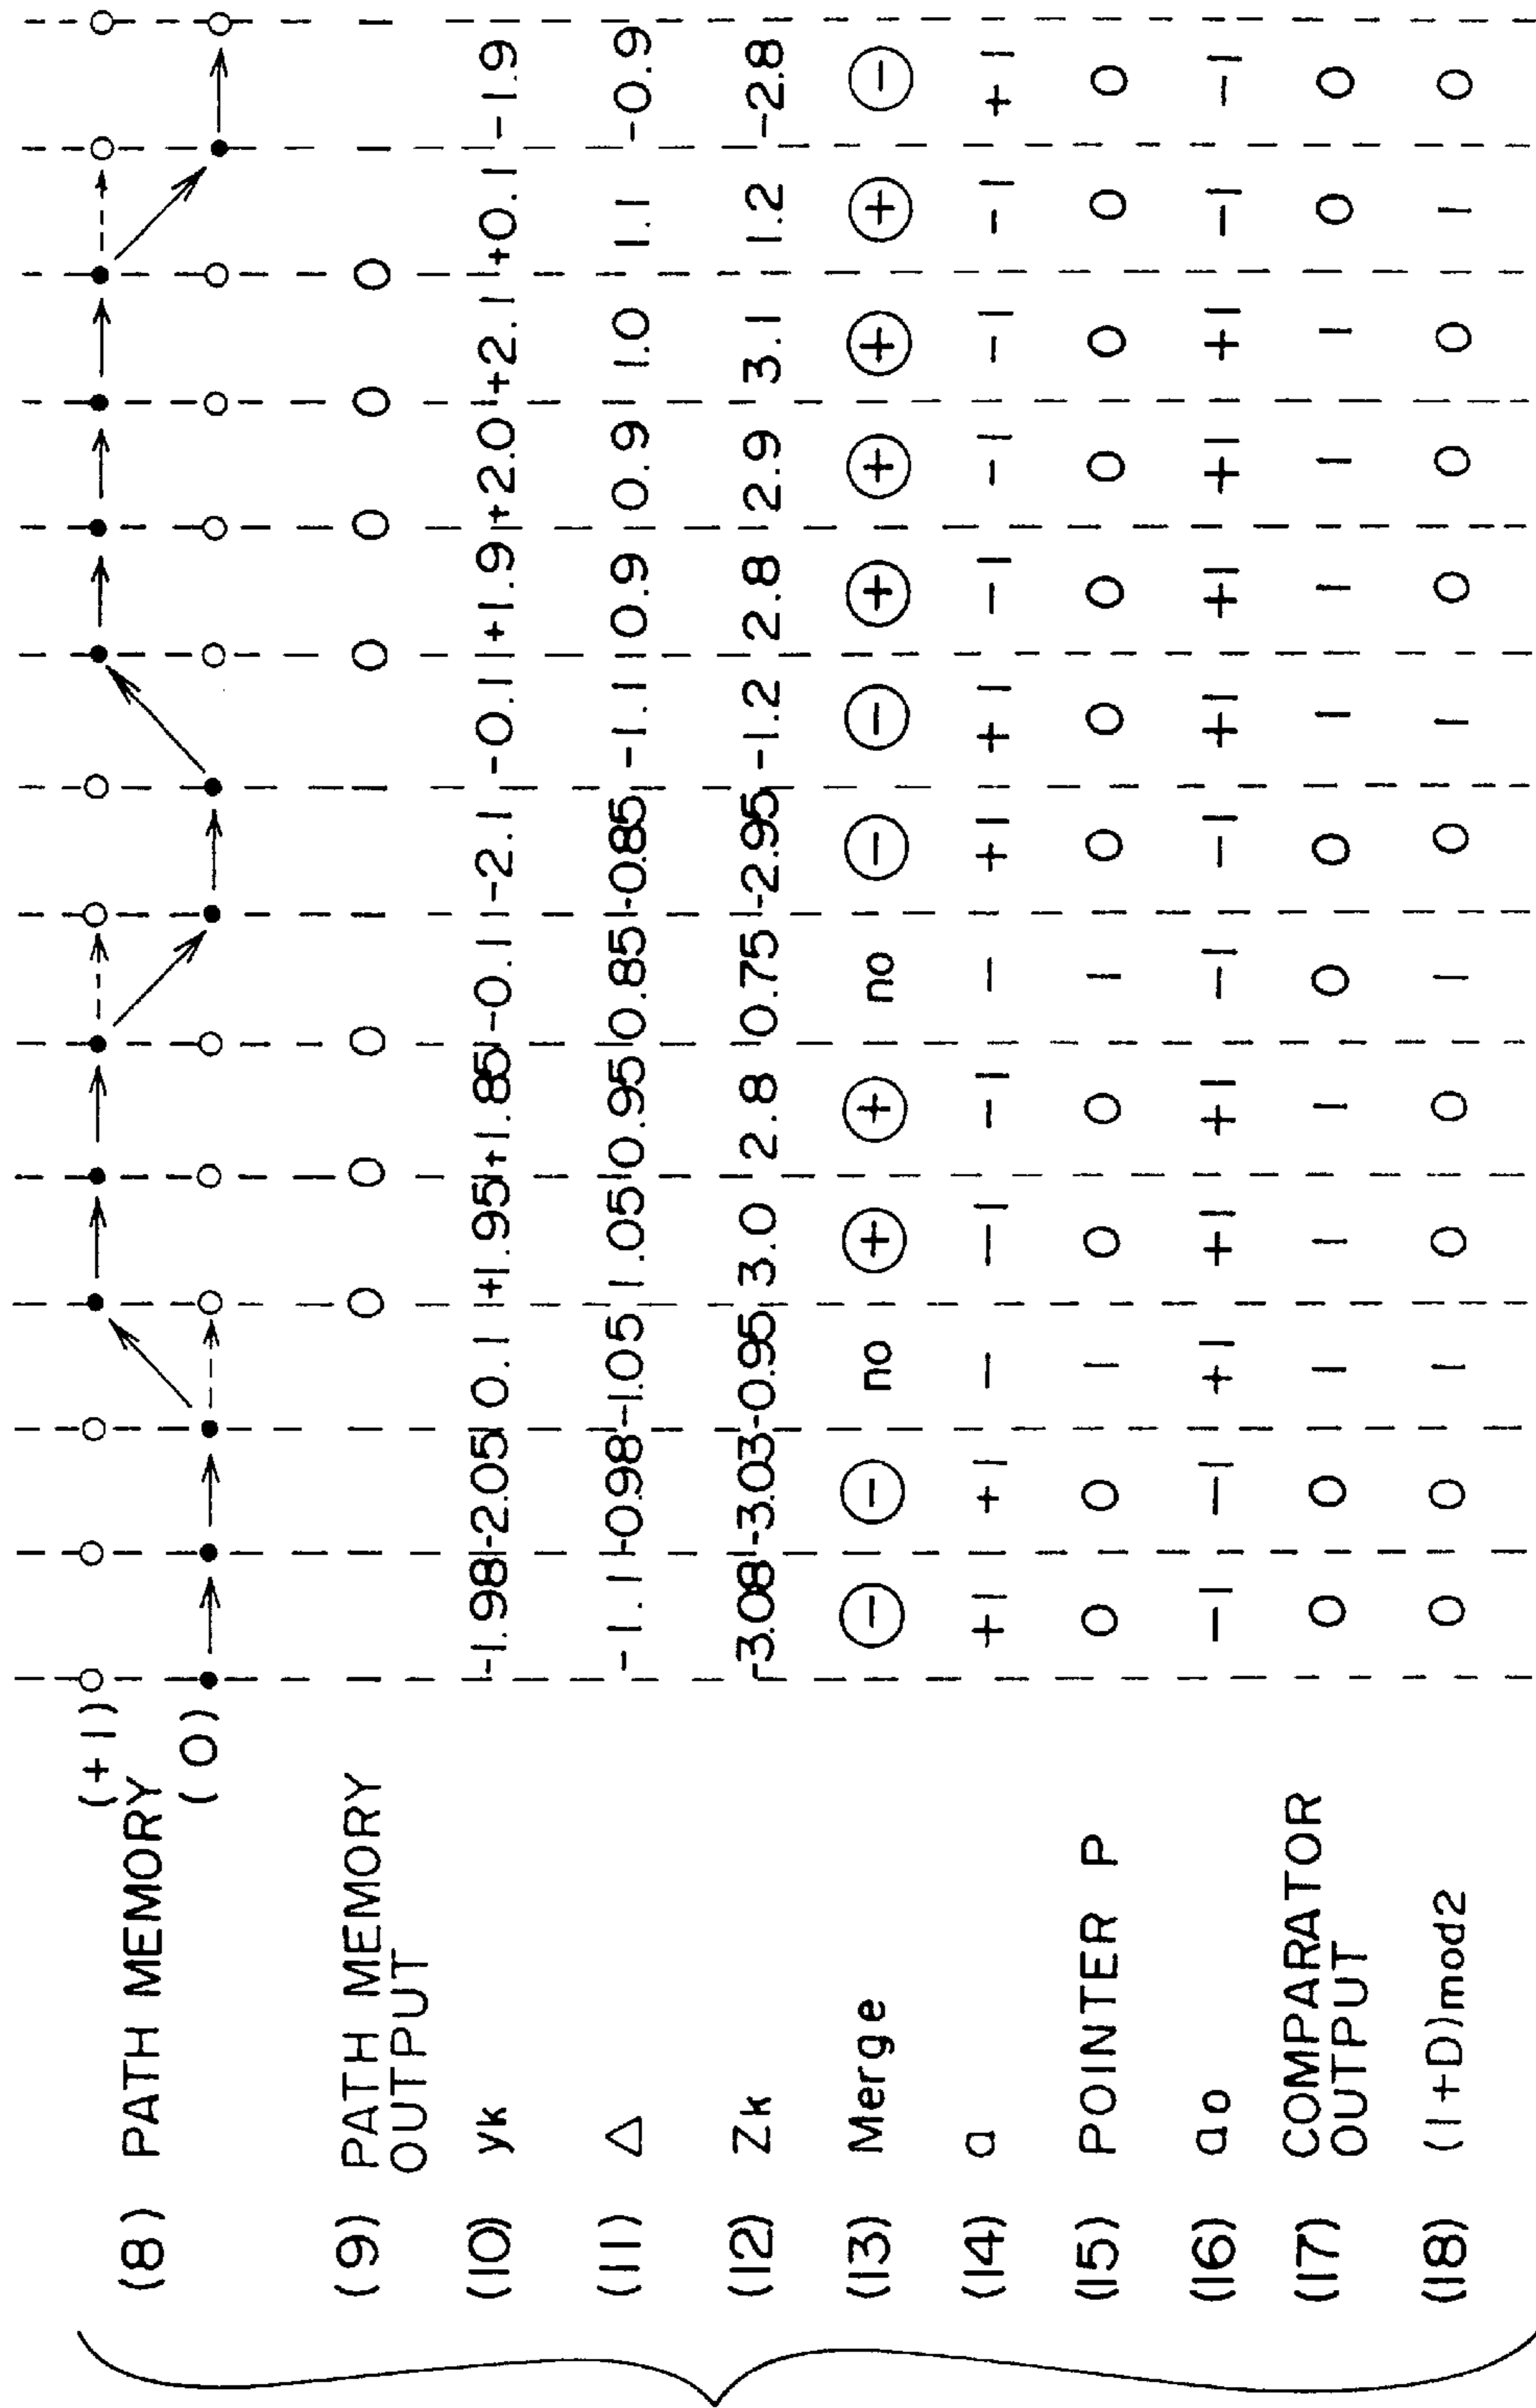 (+1)
(8) PATH MEMORY
(0)
(9) PATH MEMORY 1 1 1 0 0 0 1 1 0 0 0 0 1 1
OUTPUT
(10) yk -1.98 -2.05 0.1 +1.95 +1.85 -0.1 -2.1 -0.1 +1.9 +2.0 +2.1 +0.1 -1.9
(11) △ -1.1 -0.98 -1.05 1.05 0.95 0.85 -0.85 -1.1 0.9 0.9 1.0 1.1 -0.9
(12) Zk -3.08 -3.03 -0.95 3.0 2.8 0.75 -2.95 -1.2 2.8 2.9 3.1 1.2 -2.8
(13) Merge ⊖ ⊖ no ⊕ ⊕ no ⊖ ⊖ ⊕ ⊕ ⊕ ⊕ ⊖
(14) a +1 +1 - -1 -1 - +1 +1 -1 -1 -1 -1 +1
(15) POINTER P 0 0 1 0 0 1 0 0 0 0 0 0 0
(16) a0 -1 -1 +1 +1 +1 -1 -1 +1 +1 +1 +1 -1 -1
(17) COMPARATOR 0 0 1 1 1 0 0 1 1 1 1 0 0
OUTPUT
(18) (1+D)mod2 0 0 1 0 0 1 0 1 0 0 0 1 0